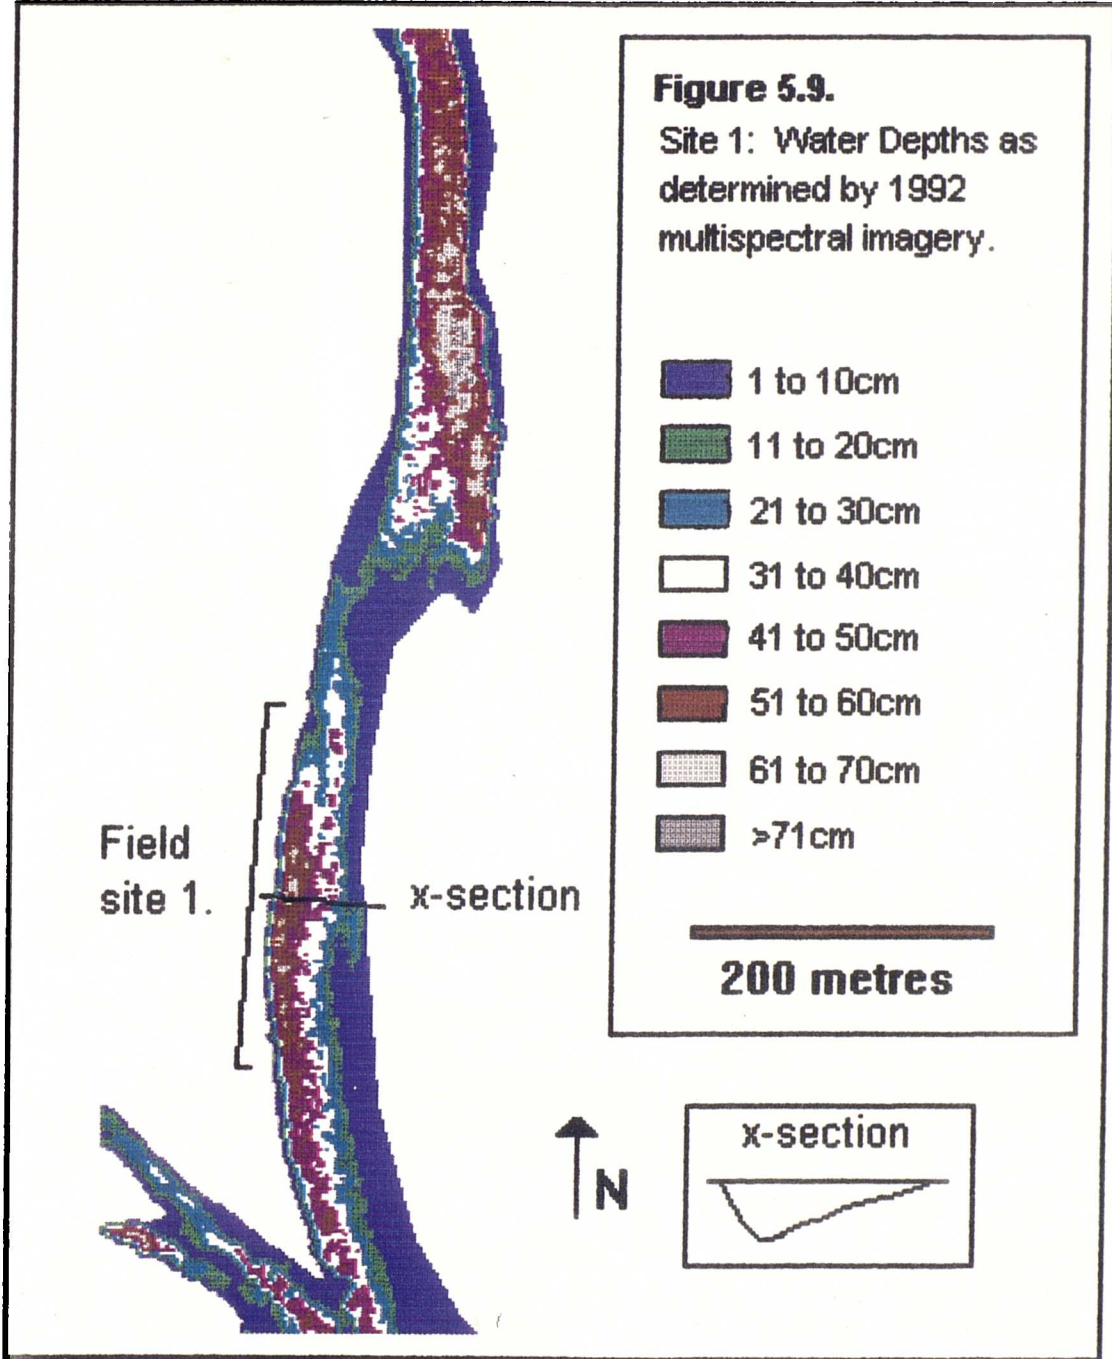 Figure 5.9.
Site 1: Water Depths as
determined by 1992
multispectral imagery.
1 to 10cm
11 to 20cm
21 to 30cm
31 to 40cm
41 to 50cm
51 to 60cm
61 to 70cm
>71cm
200 metres
Field
site 1.
x-section
N
x-section